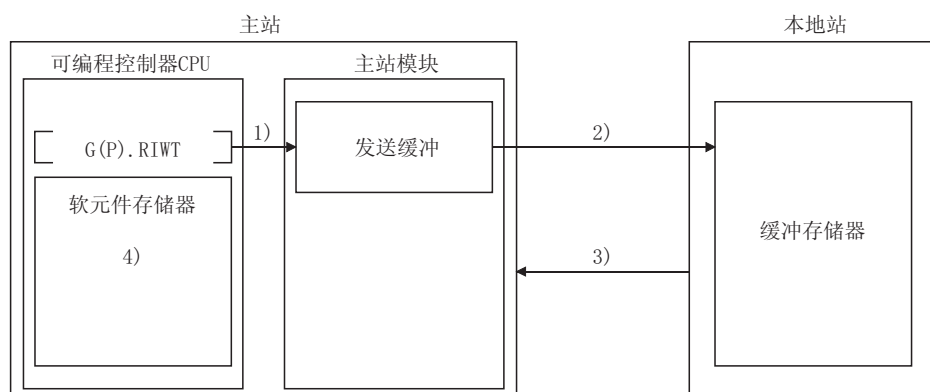 主站
本地站
可编程控制器CPU
主站模块
G(P).RIWT
1)
发送缓冲
2)
软元件存储器
4)
缓冲存储器
3)